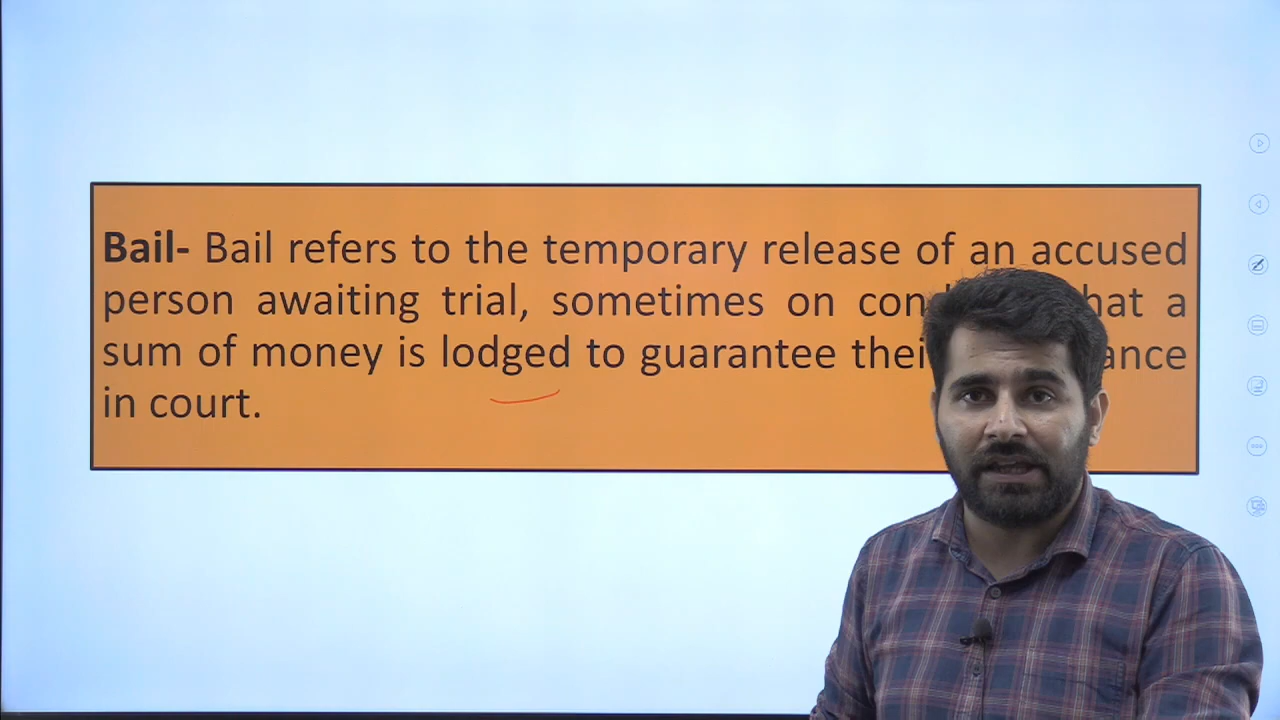 Bail- Bail refers to the temporary release of an accused
person awaiting trial, sometimes on that a
sum of money is lodged to guarantee
in court.